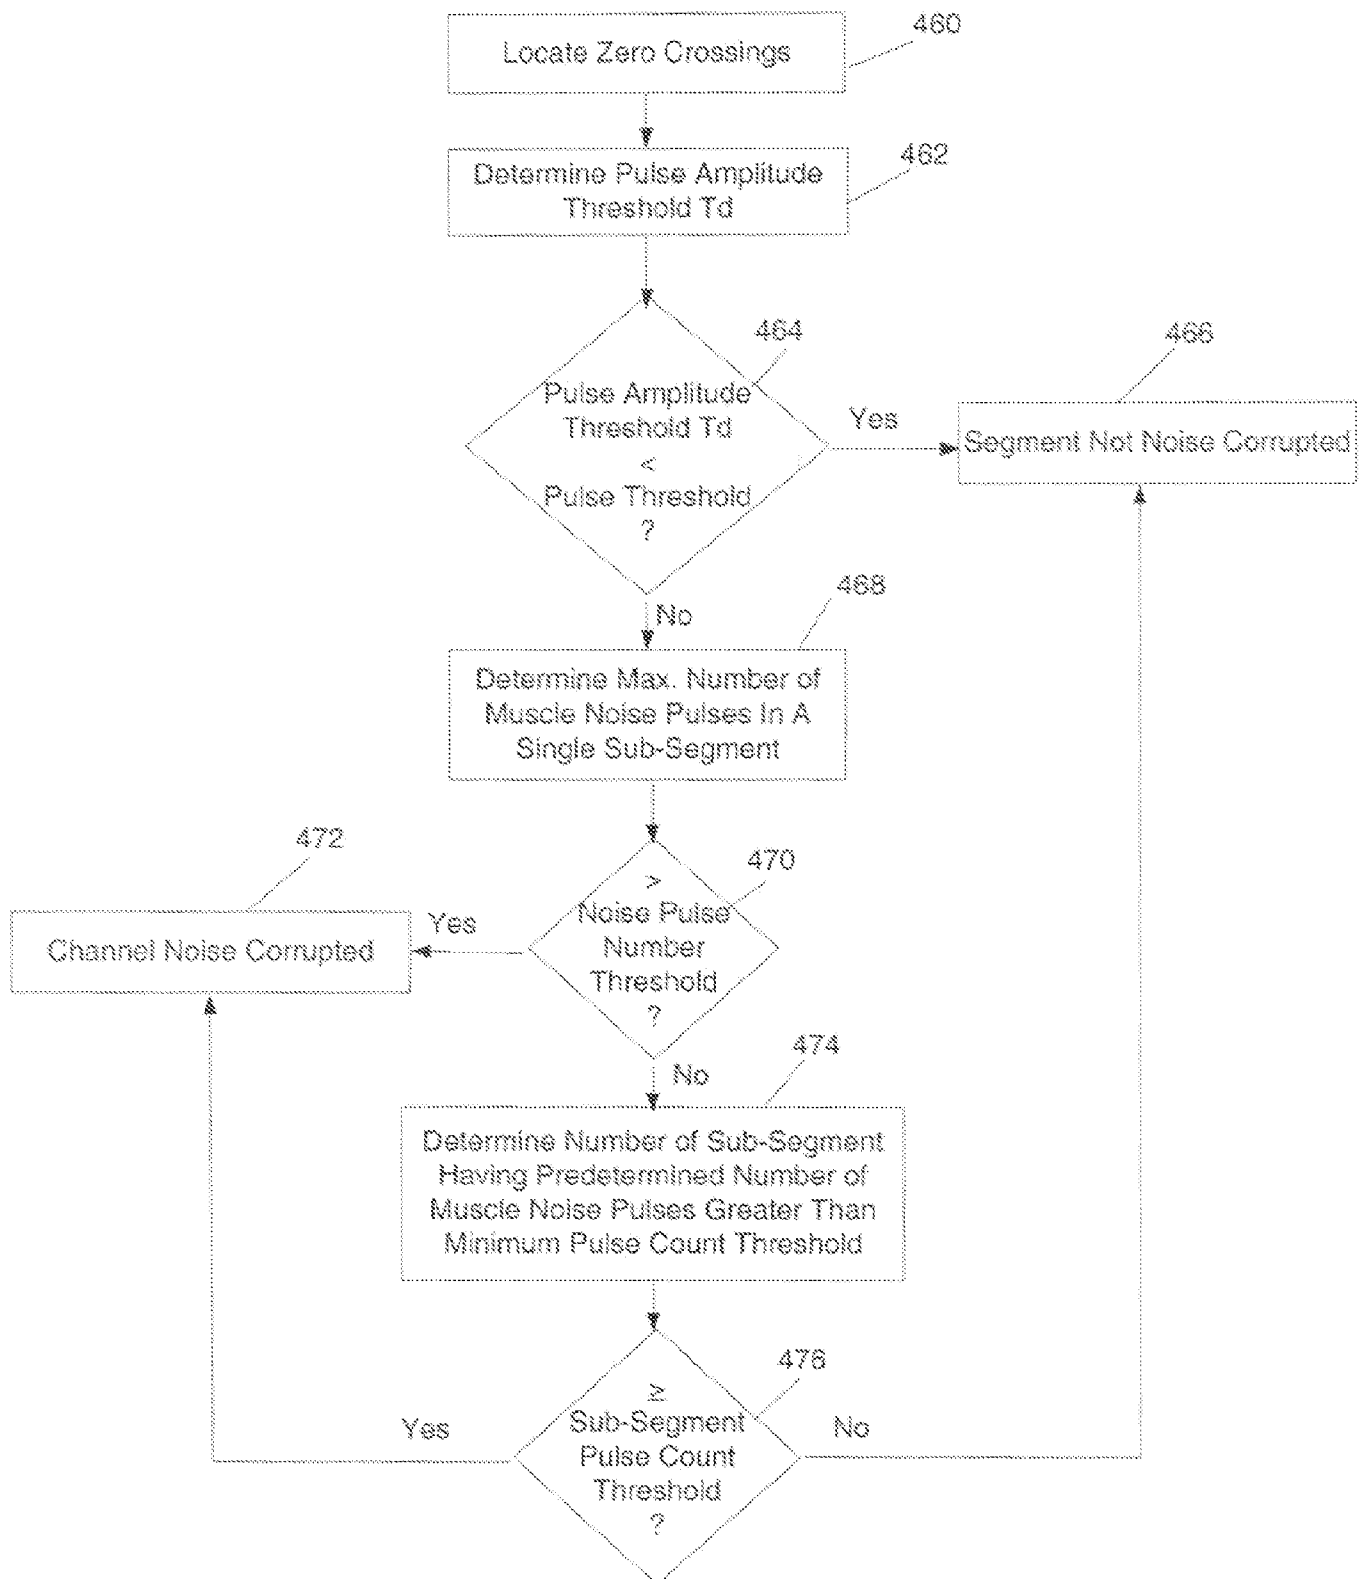 460
Locate Zero Crossings
462
Determine Pulse Amplitude
Threshold Td
464
Pulse Amplitude
Threshold Td
<
Pulse Threshold
?
Yes
466
Segment Not Noise Corrupted
No
468
Determine Max. Number of
Muscle Noise Pulses In A
Single Sub-Segment
472
Channel Noise Corrupted
Yes
470
>
Noise Pulse
Number
Threshold
?
No
474
Determine Number of Sub-Segment
Having Predetermined Number of
Muscle Noise Pulses Greater Than
Minimum Pulse Count Threshold
476
≥
Sub-Segment
Pulse Count
Threshold
?
Yes
No